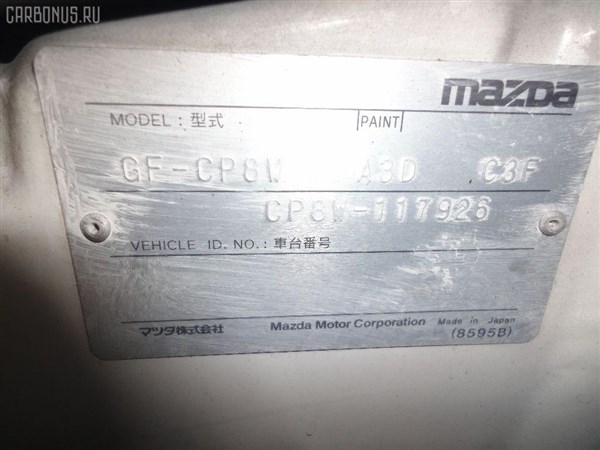 CARBONUS.RU
mazda
MODEL : 型式 PAINT
GF-CP8W A3D C3F
CP8W-117926
VEHICLE ID. NO. : 車台番号
マツダ株式会社 Mazda Motor Corporation Made in Japan
(8595B)